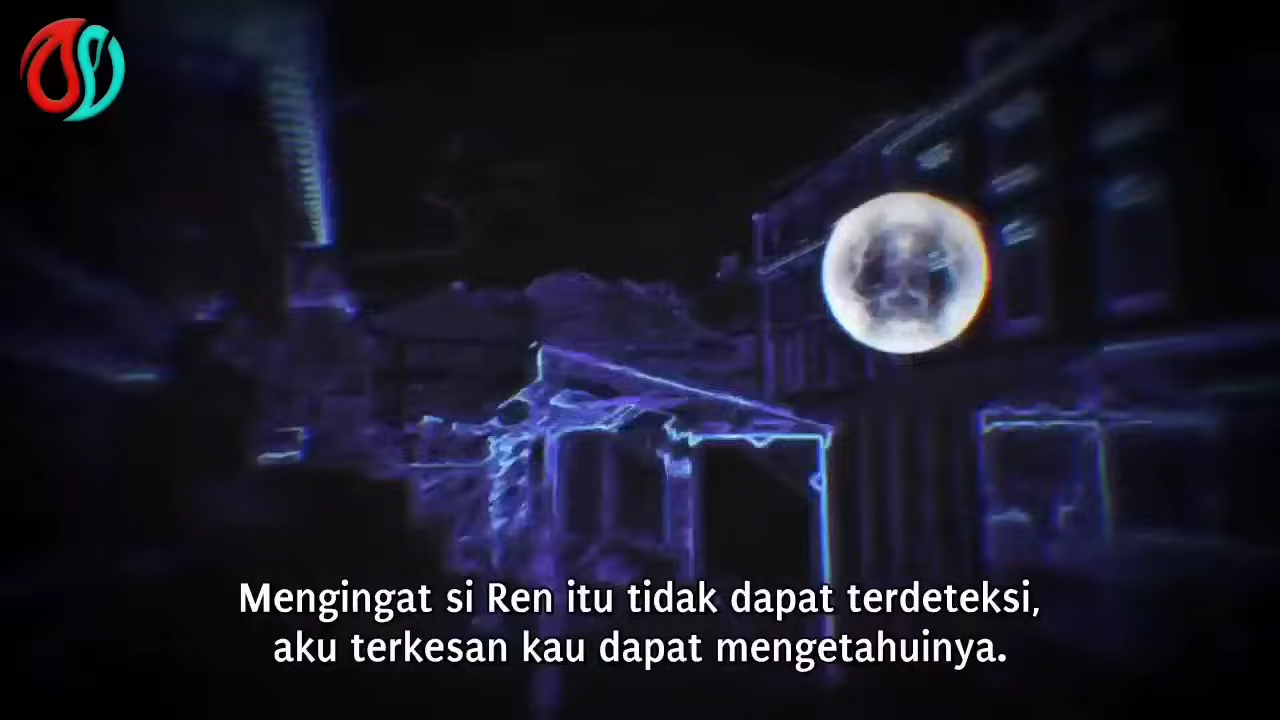 Mengingat si Ren itu tidak dapat terdeteksi,
aku terkesan kau dapat mengetahuinya.